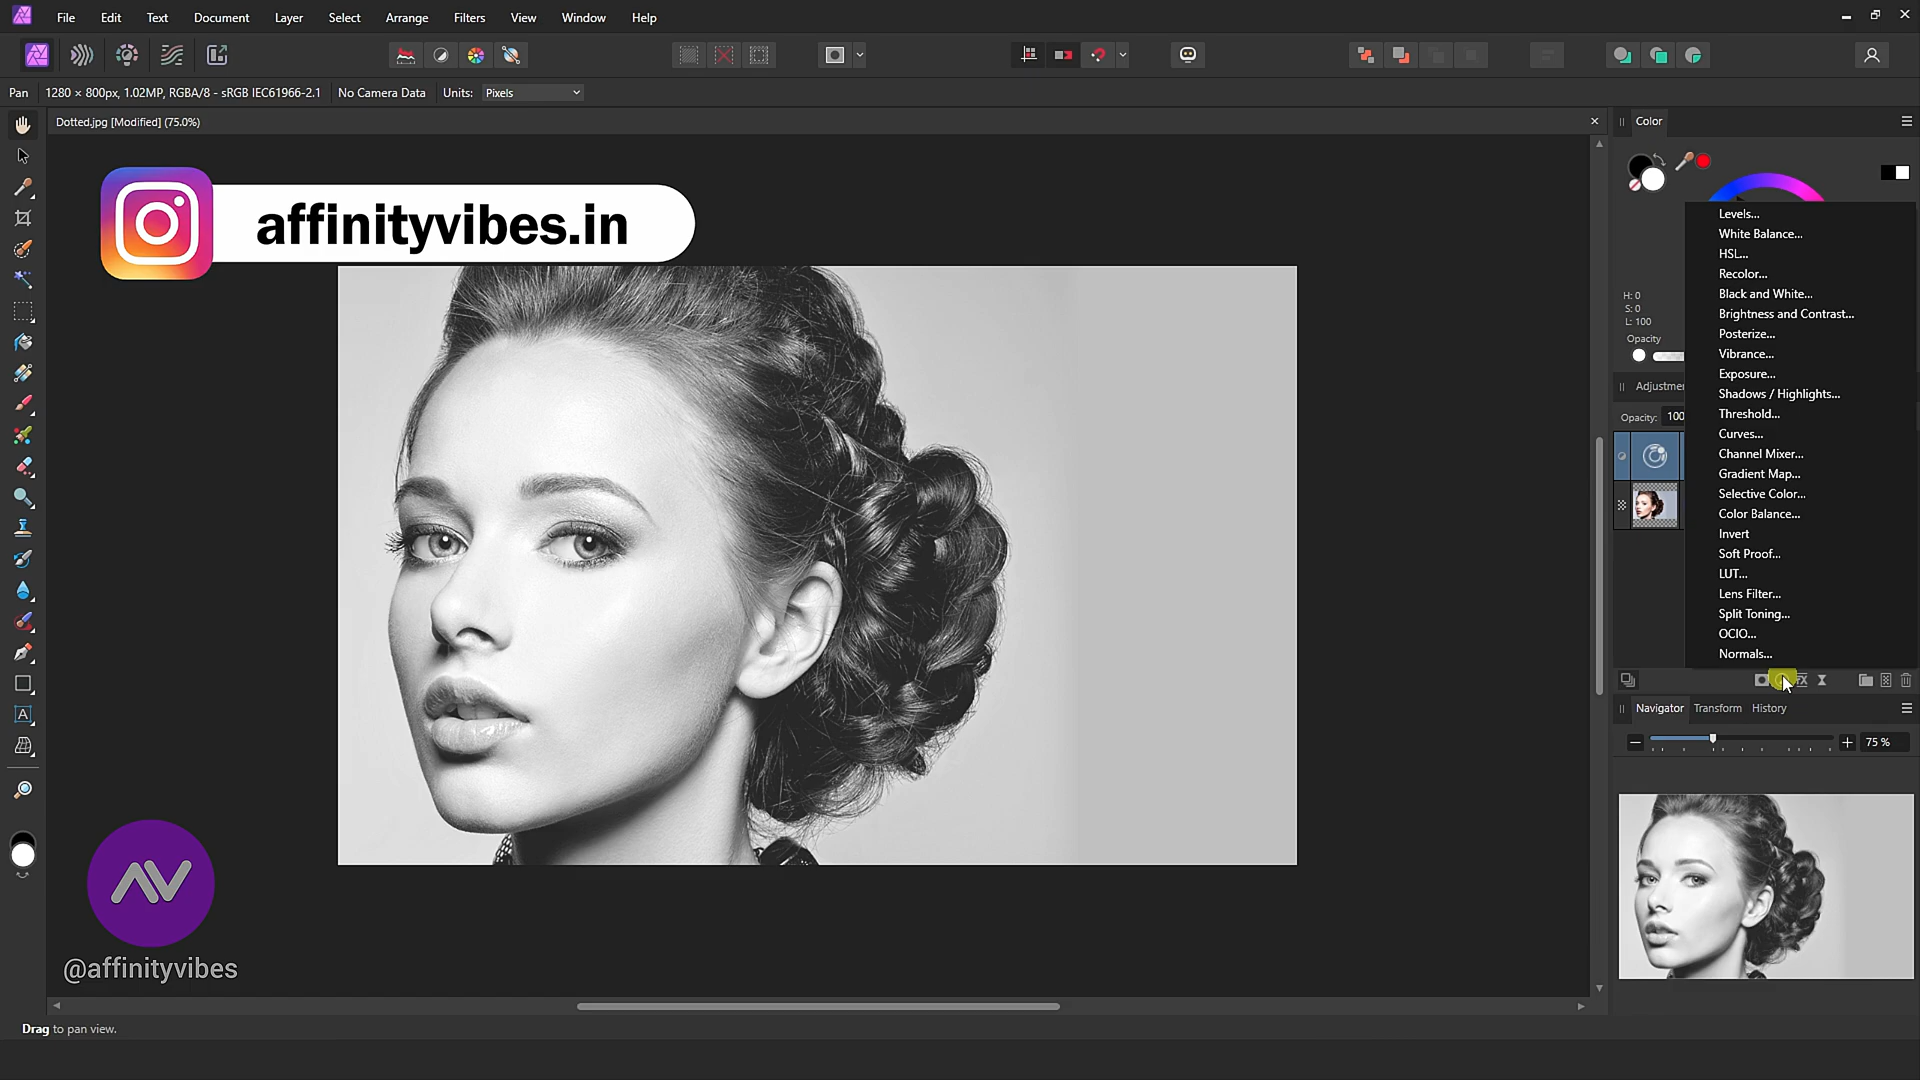 File Edit Text Document Layer Select Arrange Filters View Window Help
Pan 1280 × 800px, 1.02MP, RGBA/8 - sRGB IEC61966-2.1 No Camera Data Units: Pixels
Dotted.jpg [Modified] (75.0%)
Color
affinityvibes.in
H: 0
S: 0
L: 100
Opacity
Opacity: 100
Levels...
White Balance...
HSL...
Recolor...
Black and White...
Brightness and Contrast...
Posterize...
Vibrance...
Exposure...
Shadows / Highlights...
Threshold...
Curves...
Channel Mixer...
Gradient Map...
Selective Color...
Color Balance...
Invert
Soft Proof...
LUT...
Lens Filter...
Split Toning...
OCIO...
Normals...
Navigator Transform History
75 %
AV
@affinityvibes
Drag to pan view.